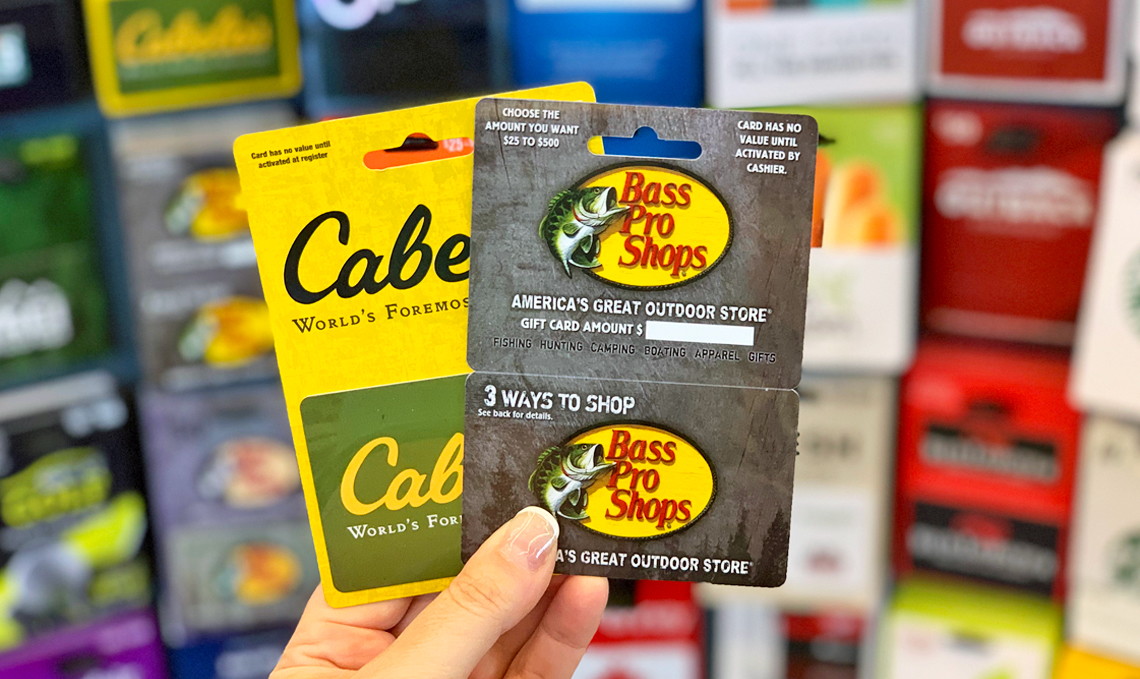 Cabela's
Card has no value until
activated at register
$25
Cabe
World's Foremos
Cab
World's For
CHOOSE THE
AMOUNT YOU WANT
$25 TO $500
CARD HAS NO
VALUE UNTIL
ACTIVATED BY
CASHIER.
Bass
Pro
Shops
AMERICA'S GREAT OUTDOOR STORE®
GIFT CARD AMOUNT $
FISHING HUNTING CAMPING BOATING APPAREL GIFTS
3 WAYS TO SHOP
See back for details.
Bass
Pro
Shops
A'S GREAT OUTDOOR STORE®